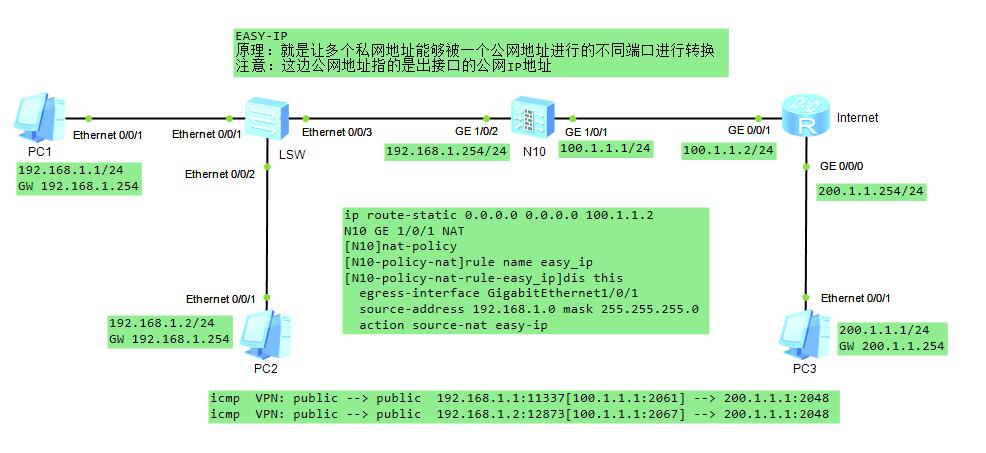 EASY-IP
原理：就是让多个私网地址能够被一个公网地址进行的不同端口进行转换
注意：这边公网地址指的是出接口的公网IP地址
Ethernet 0/0/1
Ethernet 0/0/1
Ethernet 0/0/3
GE 1/0/2
GE 1/0/1
GE 0/0/1
Internet
PC1
LSW
N10
192.168.1.254/24
100.1.1.1/24
100.1.1.2/24
192.168.1.1/24
GW 192.168.1.254
Ethernet 0/0/2
GE 0/0/0
200.1.1.254/24
ip route-static 0.0.0.0 0.0.0.0 100.1.1.2
N10 GE 1/0/1 NAT
[N10]nat-policy
[N10-policy-nat]rule name easy_ip
[N10-policy-nat-rule-easy_ip]dis this
egress-interface GigabitEthernet1/0/1
source-address 192.168.1.0 mask 255.255.255.0
action source-nat easy-ip
Ethernet 0/0/1
192.168.1.2/24
GW 192.168.1.254
PC2
Ethernet 0/0/1
200.1.1.1/24
GW 200.1.1.254
PC3
icmp VPN: public --> public 192.168.1.1:11337[100.1.1.1:2061] --> 200.1.1.1:2048
icmp VPN: public --> public 192.168.1.2:12873[100.1.1.1:2067] --> 200.1.1.1:2048